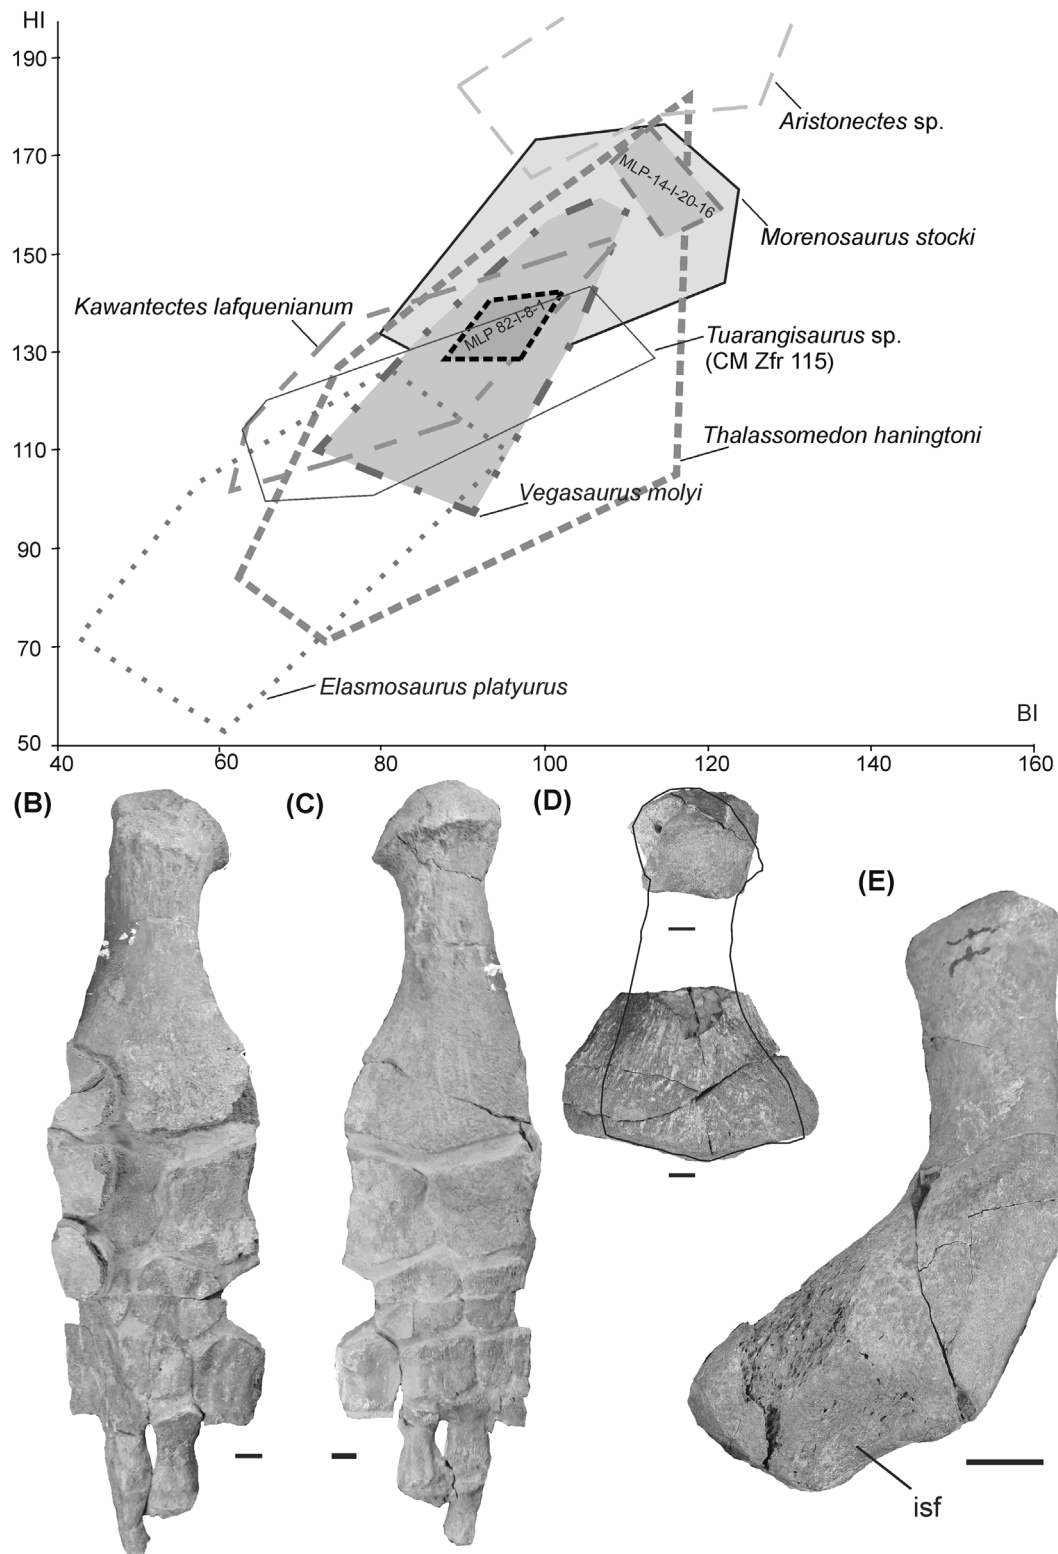 HI
190
170
150
130
110
90
70
50
Aristonectes sp.
MLP-14-I-20-16
Morenosaurus stocki
Kawantectes lafquenianum
MLP 82-I-8-1
Tuarangisaurus sp.
(CM Zfr 115)
Thalassomedon haningtoni
Vegasaurus molyi
Elasmosaurus platyurus
BI
40 60 80 100 120 140 160
(B) (C) (D)
(E)
isf